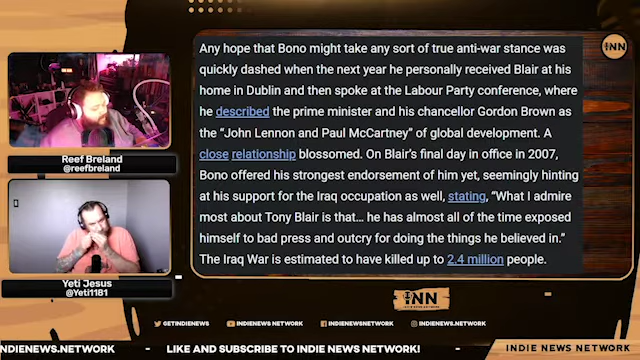 Any hope that Bono might take any sort of true anti-war stance was
quickly dashed when the next year he personally received Blair at his
home in Dublin and then spoke at the Labour Party conference, where
he described the prime minister and his chancellor Gordon Brown as
the “John Lennon and Paul McCartney” of global development. A
close relationship blossomed. On Blair’s final day in office in 2007,
Bono offered his strongest endorsement of him yet, seemingly hinting
at his support for the Iraq occupation as well, stating, “What I admire
most about Tony Blair is that… he has almost all of the time exposed
himself to bad press and outcry for doing the things he believed in.”
The Iraq War is estimated to have killed up to 2.4 million people.
INN
Reef Breland
@reefbreland
Yeti Jesus
@Yeti1181
INN
GETINDIENEWS
INDIENEWS NETWORK
INDIENEWS NETWORK
INDIENEWS.NETWORK
INDIENEWS.NETWORK - LIKE AND SUBSCRIBE TO INDIE NEWS NETWORK!
INDIE NEWS NETWORK